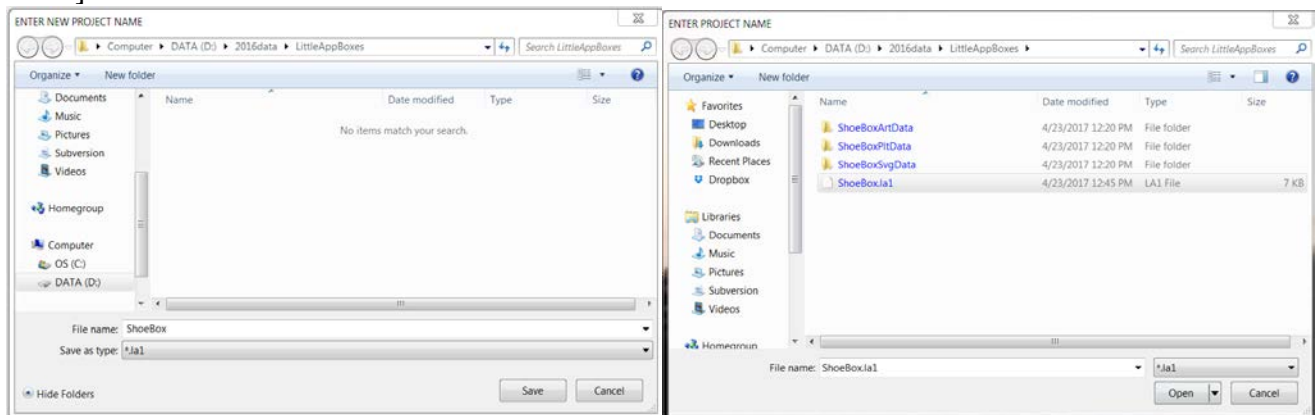 ENTER NEW PROJECT NAME
Computer ▸ DATA (D:) ▸ 2016data ▸ LittleAppBoxes
Search LittleAppBoxes
Organize ▾ New folder
Documents
Music
Pictures
Subversion
Videos
Homegroup
Computer
OS (C:)
DATA (D:)
Name Date modified Type Size
No items match your search.
File name: ShoeBox
Save as type: *.la1
Hide Folders
Save Cancel
ENTER PROJECT NAME
Computer ▸ DATA (D:) ▸ 2016data ▸ LittleAppBoxes ▸
Search LittleAppBoxes
Organize ▾ New folder
Favorites
Desktop
Downloads
Recent Places
Dropbox
Libraries
Documents
Music
Pictures
Subversion
Videos
Homegroup
Name Date modified Type Size
ShoeBoxArtData 4/23/2017 12:20 PM File folder
ShoeBoxPltData 4/23/2017 12:20 PM File folder
ShoeBoxSvgData 4/23/2017 12:20 PM File folder
ShoeBox.la1 4/23/2017 12:45 PM LA1 File 7 KB
File name: ShoeBox.la1 *.la1
Open Cancel